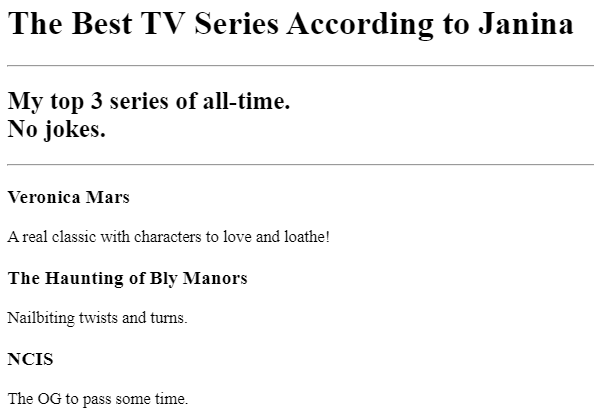 The Best TV Series According to Janina
My top 3 series of all-time.
No jokes.
Veronica Mars
A real classic with characters to love and loathe!
The Haunting of Bly Manors
Nailbiting twists and turns.
NCIS
The OG to pass some time.